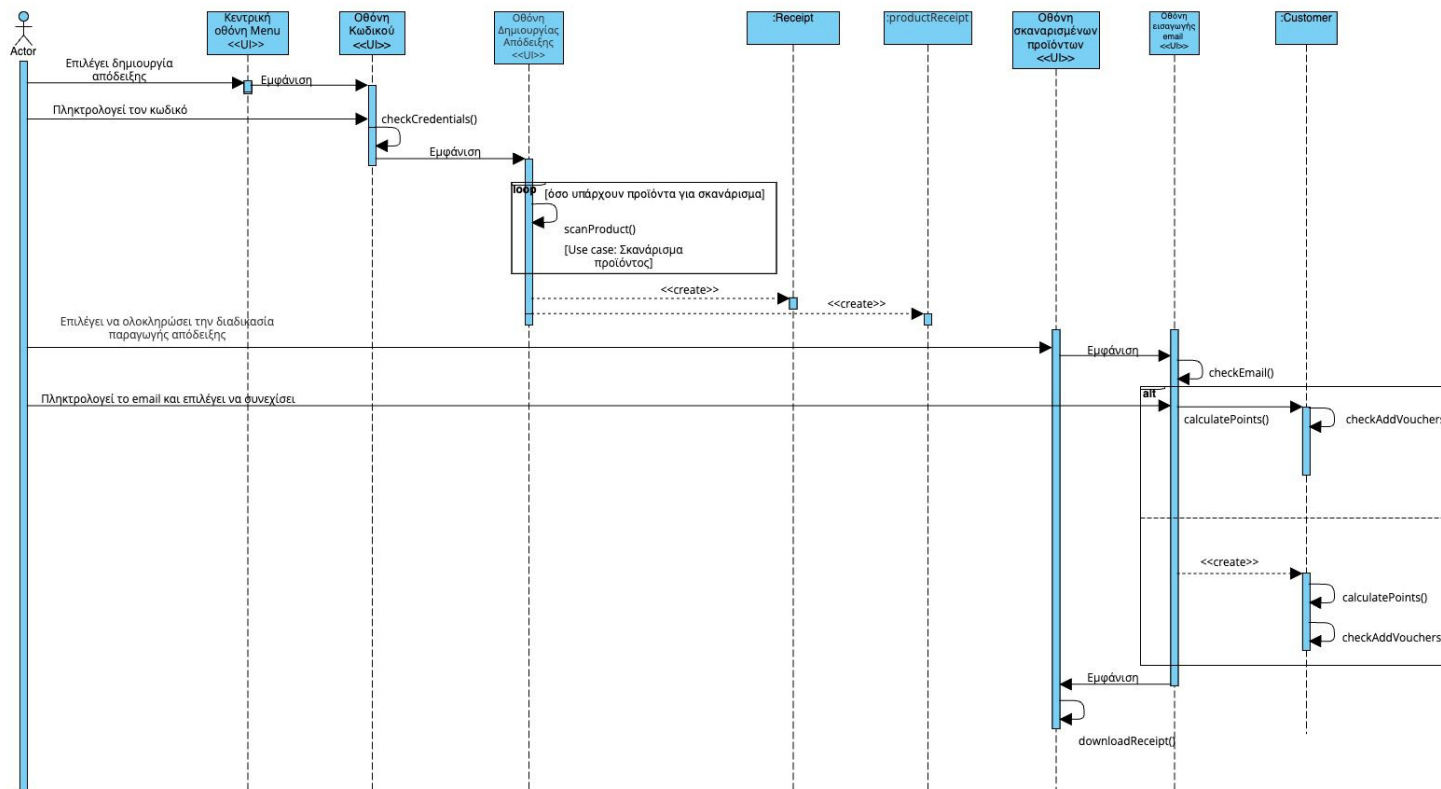 Actor
Κεντρική
οθόνη Menu
<<UI>>
Οθόνη
Κωδικού
<<UI>>
Οθόνη
Δημιουργίας
Απόδειξης
<<UI>>
:Receipt
:productReceipt
Οθόνη
σκαναρισμένων
προϊόντων
<<UI>>
Οθόνη
εισαγωγής
email
<<UI>>
:Customer
Επιλέγει δημιουργία
απόδειξης
Εμφάνιση
Πληκτρολογεί τον κωδικό
checkCredentials()
Εμφάνιση
loop
[όσο υπάρχουν προϊόντα για σκανάρισμα]
scanProduct()
[Use case: Σκανάρισμα
προϊόντος]
<<create>>
<<create>>
Επιλέγει να ολοκληρώσει την διαδικασία
παραγωγής απόδειξης
Εμφάνιση
checkEmail()
alt
Πληκτρολογεί το email και επιλέγει να συνεχίσει
calculatePoints()
checkAddVouchers
<<create>>
calculatePoints()
checkAddVouchers
Εμφάνιση
downloadReceipt()